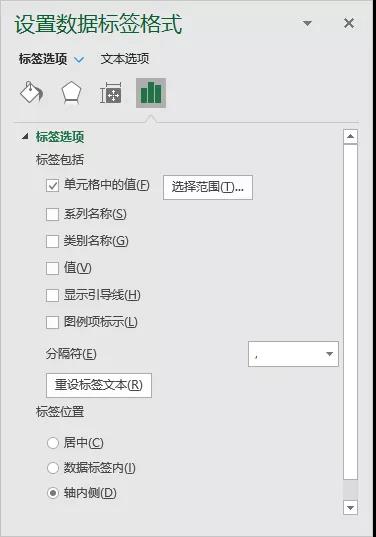 设置数据标签格式
标签选项 文本选项
标签选项
标签包括
单元格中的值(F) 选择范围(T)...
系列名称(S)
类别名称(G)
值(V)
显示引导线(H)
图例项标示(L)
分隔符(E) ,
重设标签文本(R)
标签位置
居中(C)
数据标签内(I)
轴内侧(D)